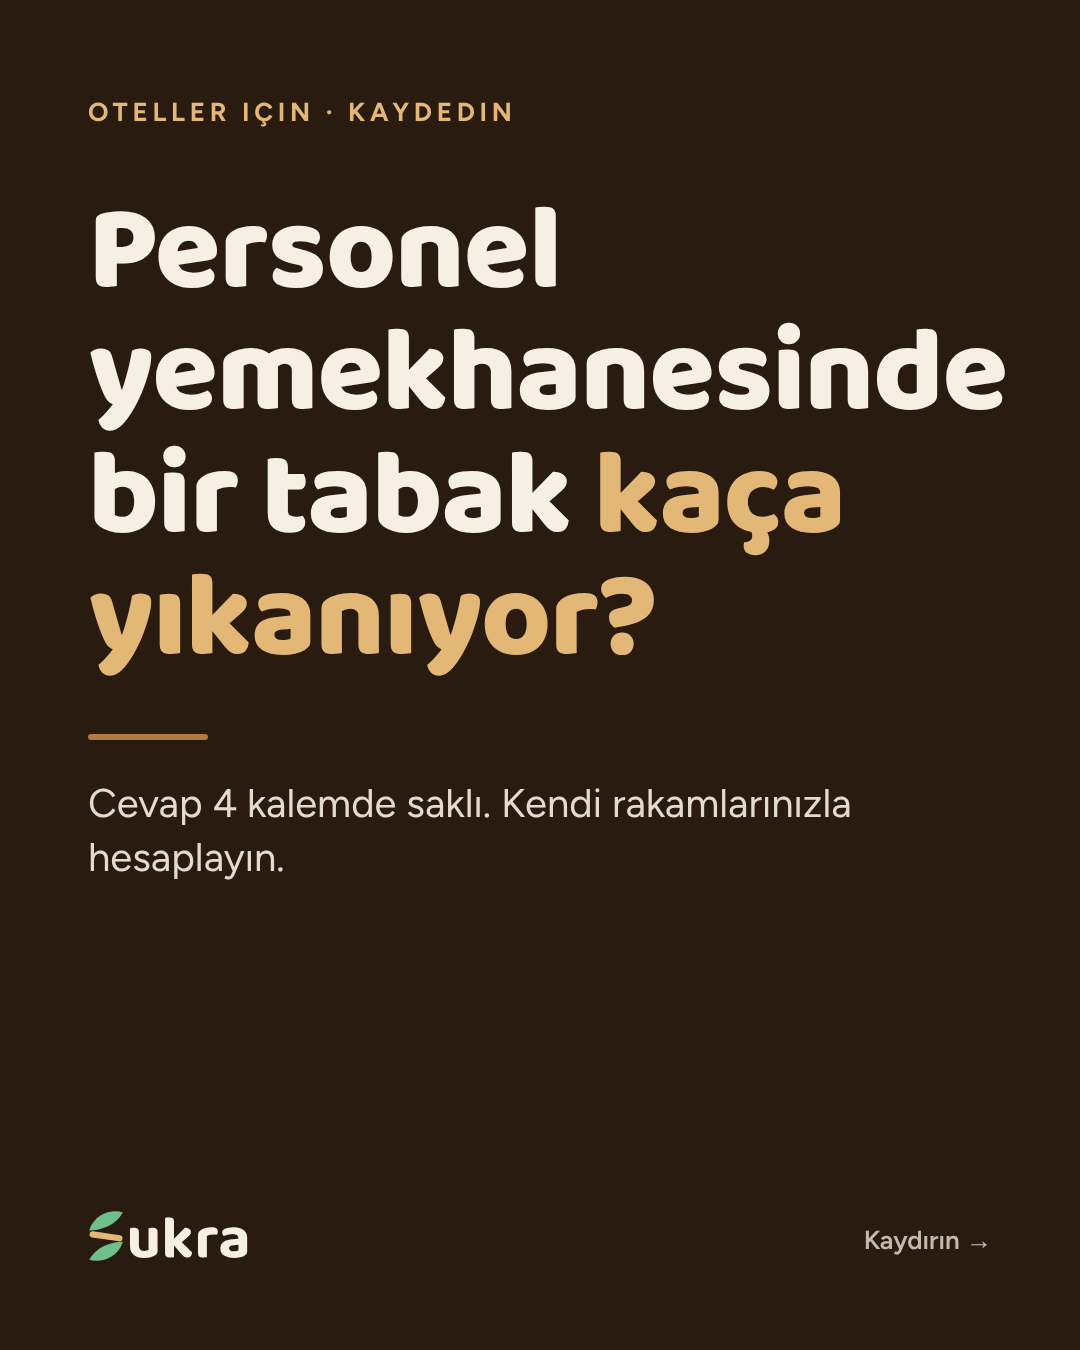 OTELLER IÇIN · KAYDEDIN
Personel
yemekhanesinde
bir tabak kaça
yıkanıyor?
Cevap 4 kalemde saklı. Kendi rakamlarınızla
hesaplayın.
Sukra
Kaydırın →